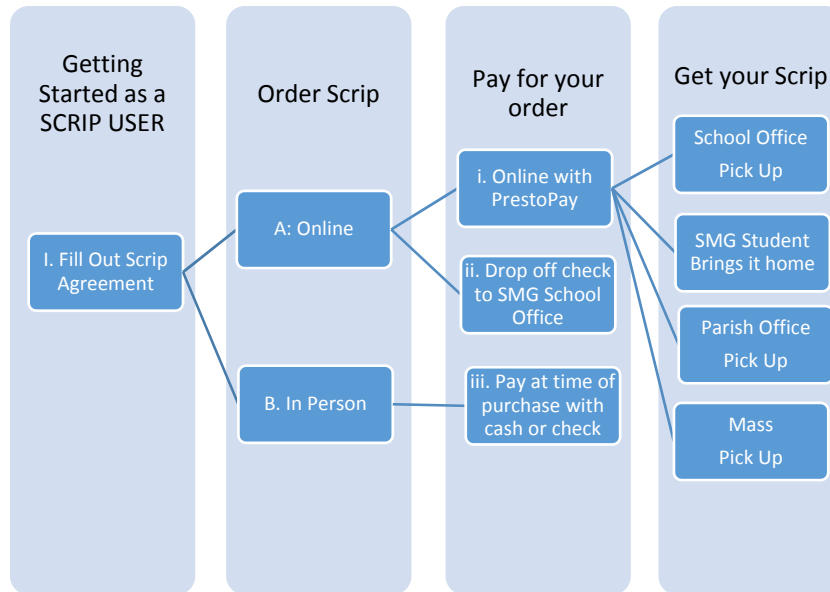 Getting
Started as a
SCRIP USER
I. Fill Out Scrip
Agreement
Order Scrip
A: Online
B. In Person
Pay for your
order
i. Online with
PrestoPay
ii. Drop off check
to SMG School
Office
iii. Pay at time of
purchase with
cash or check
Get your Scrip
School Office
Pick Up
SMG Student
Brings it home
Parish Office
Pick Up
Mass
Pick Up